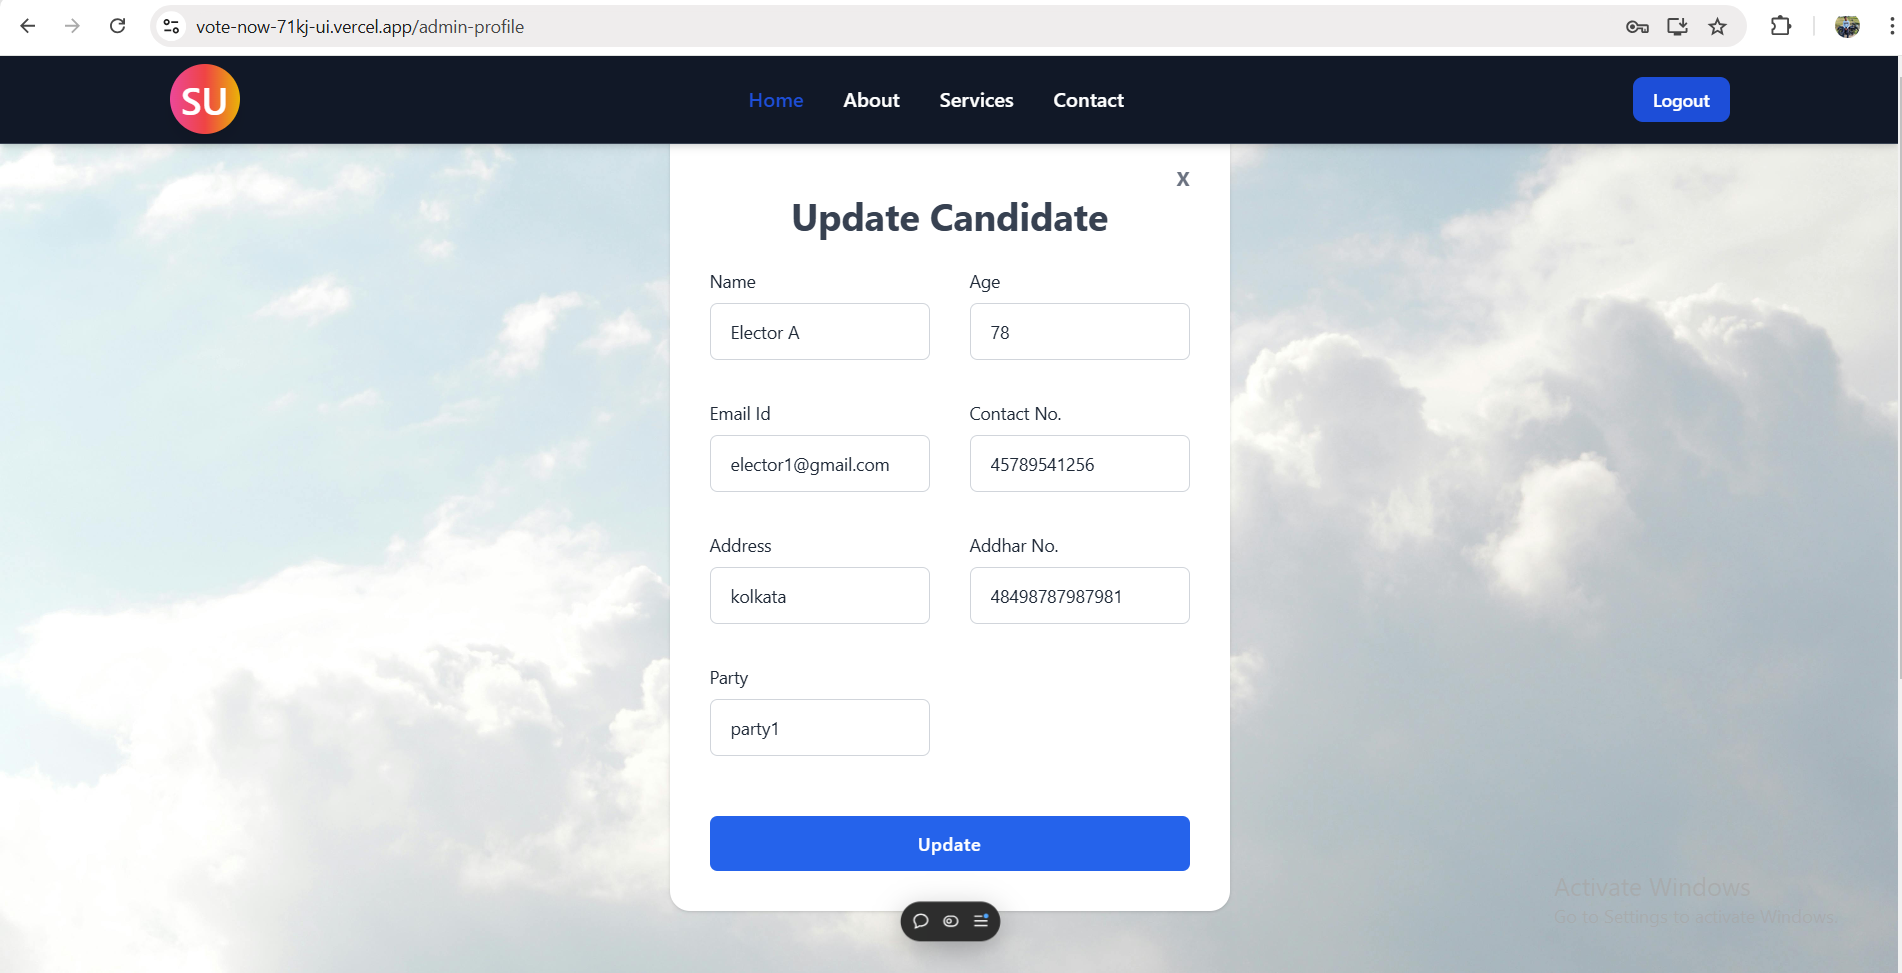 vote-now-71kj-ui.vercel.app/admin-profile
SU
Home About Services Contact
Logout
X
Update Candidate
Name Age
Elector A 78
Email Id Contact No.
elector1@gmail.com 45789541256
Address Addhar No.
kolkata 48498787987981
Party
party1
Update
Activate Windows
Go to Settings to activate Windows.